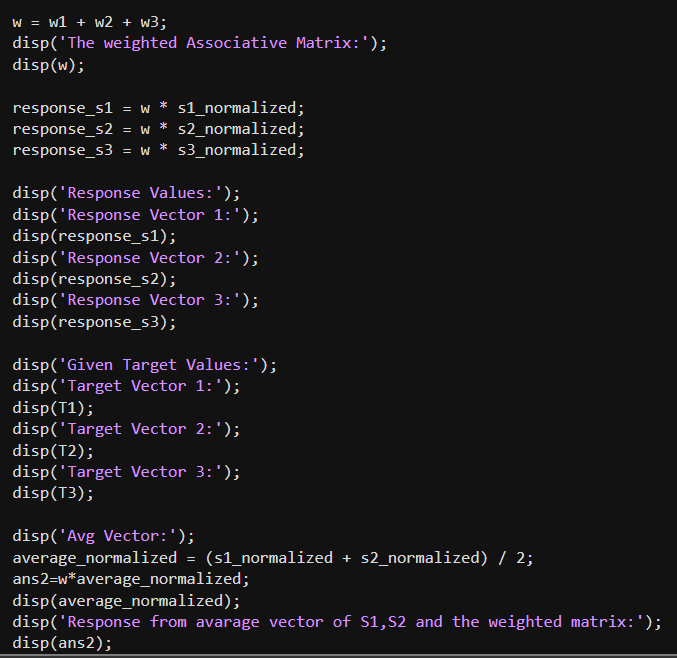 w = w1 + w2 + w3;
disp('The weighted Associative Matrix:');
disp(w);

response_s1 = w * s1_normalized;
response_s2 = w * s2_normalized;
response_s3 = w * s3_normalized;

disp('Response Values:');
disp('Response Vector 1:');
disp(response_s1);
disp('Response Vector 2:');
disp(response_s2);
disp('Response Vector 3:');
disp(response_s3);

disp('Given Target Values:');
disp('Target Vector 1:');
disp(T1);
disp('Target Vector 2:');
disp(T2);
disp('Target Vector 3:');
disp(T3);

disp('Avg Vector:');
average_normalized = (s1_normalized + s2_normalized) / 2;
ans2=w*average_normalized;
disp(average_normalized);
disp('Response from avarage vector of S1,S2 and the weighted matrix:');
disp(ans2);